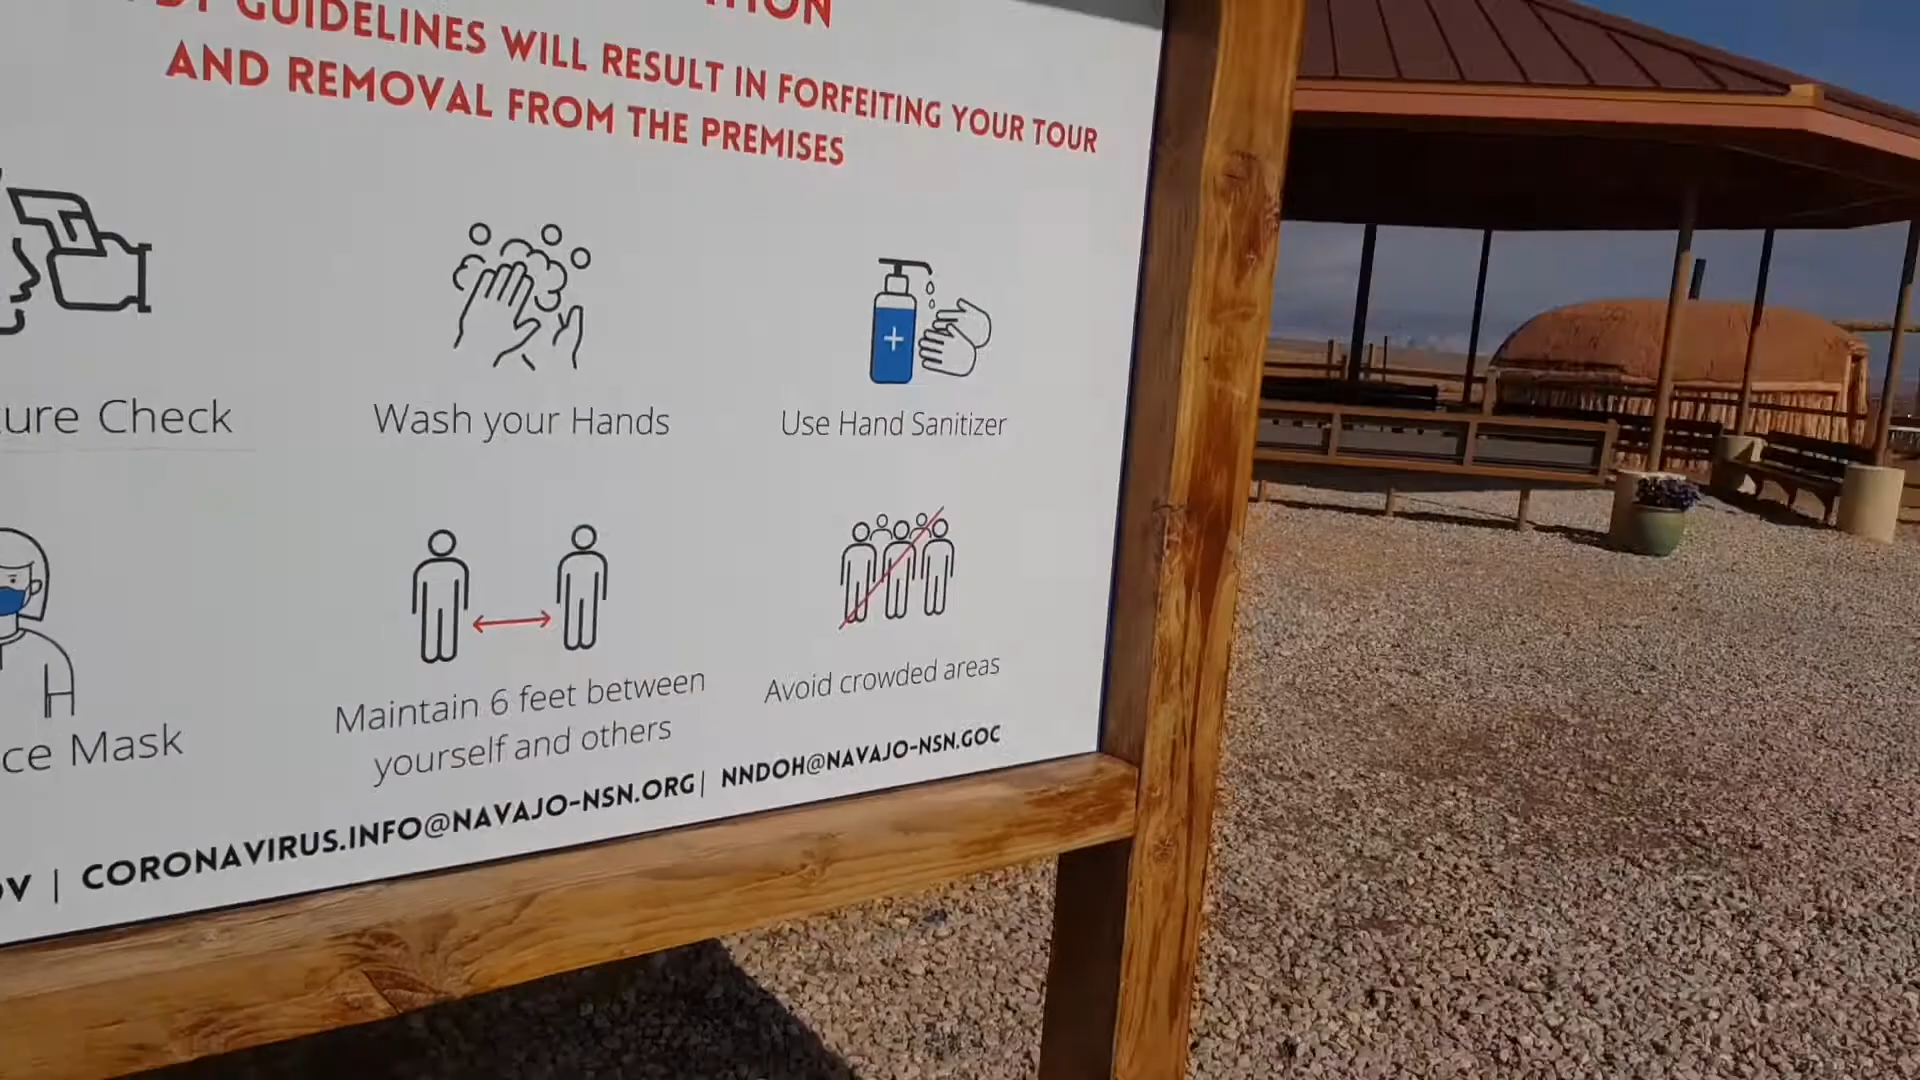 GUIDELINES WILL RESULT IN FORFEITING YOUR TOUR
AND REMOVAL FROM THE PREMISES
Check
Wash your Hands
Use Hand Sanitizer
Mask
Maintain 6 feet between
yourself and others
Avoid crowded areas
| CORONAVIRUS.INFO@NAVAJO-NSN.ORG | NNDOH@NAVAJO-NSN.GOC